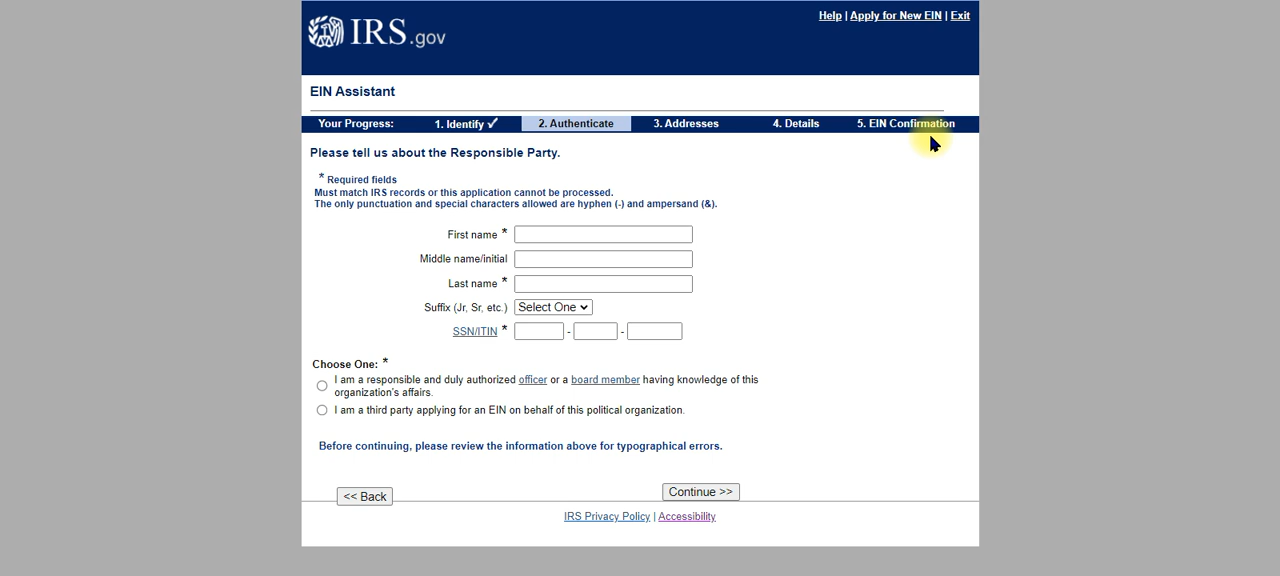 Help | Apply for New EIN | Exit
IRS.gov
EIN Assistant
Your Progress: 1. Identify ✓ 2. Authenticate 3. Addresses 4. Details 5. EIN Confirmation
Please tell us about the Responsible Party.
* Required fields
Must match IRS records or this application cannot be processed.
The only punctuation and special characters allowed are hyphen (-) and ampersand (&).
First name *
Middle name/initial
Last name *
Suffix (Jr, Sr, etc.) Select One
SSN/ITIN * - -
Choose One: *
I am a responsible and duly authorized officer or a board member having knowledge of this
organization's affairs.
I am a third party applying for an EIN on behalf of this political organization.
Before continuing, please review the information above for typographical errors.
<< Back
Continue >>
IRS Privacy Policy | Accessibility